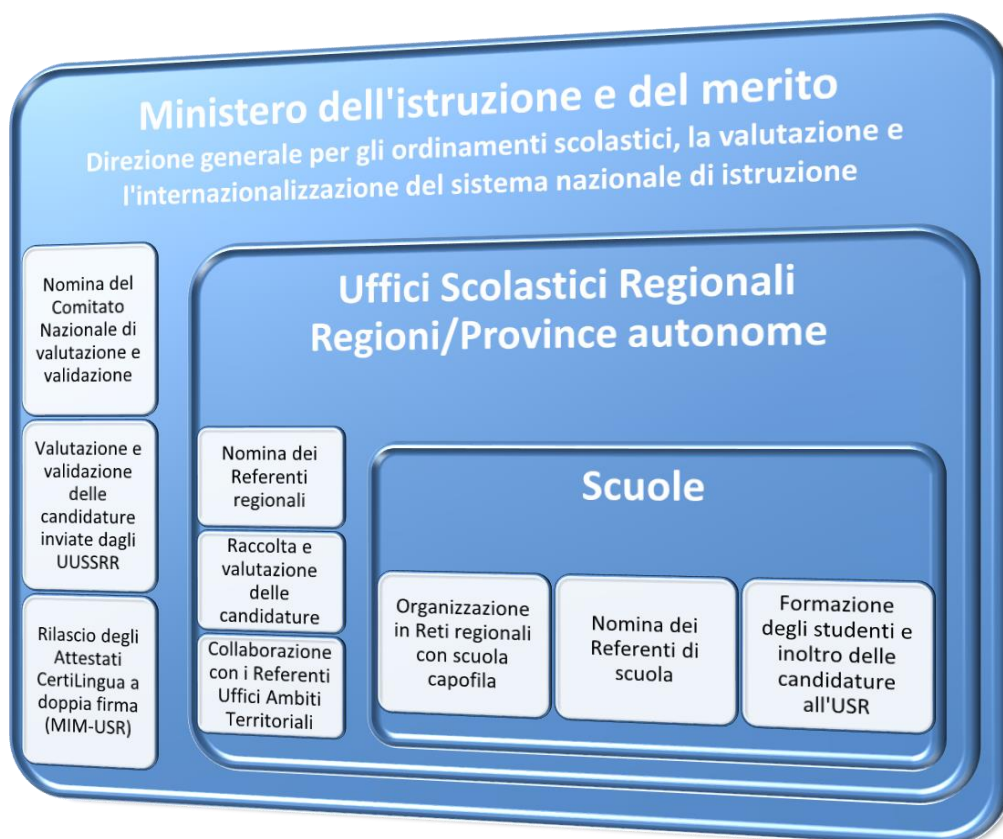 Ministero dell'istruzione e del merito
Direzione generale per gli ordinamenti scolastici, la valutazione e
l'internazionalizzazione del sistema nazionale di istruzione
Nomina del
Comitato
Nazionale di
valutazione e
validazione
Valutazione e
validazione
delle
candidature
inviate dagli
UUSSRR
Rilascio degli
Attestati
CertiLingua a
doppia firma
(MIM-USR)
Uffici Scolastici Regionali
Regioni/Province autonome
Nomina dei
Referenti
regionali
Raccolta e
valutazione
delle
candidature
Collaborazione
con i Referenti
Uffici Ambiti
Territoriali
Scuole
Organizzazione
in Reti regionali
con scuola
capofila
Nomina dei
Referenti di
scuola
Formazione
degli studenti e
inoltro delle
candidature
all'USR